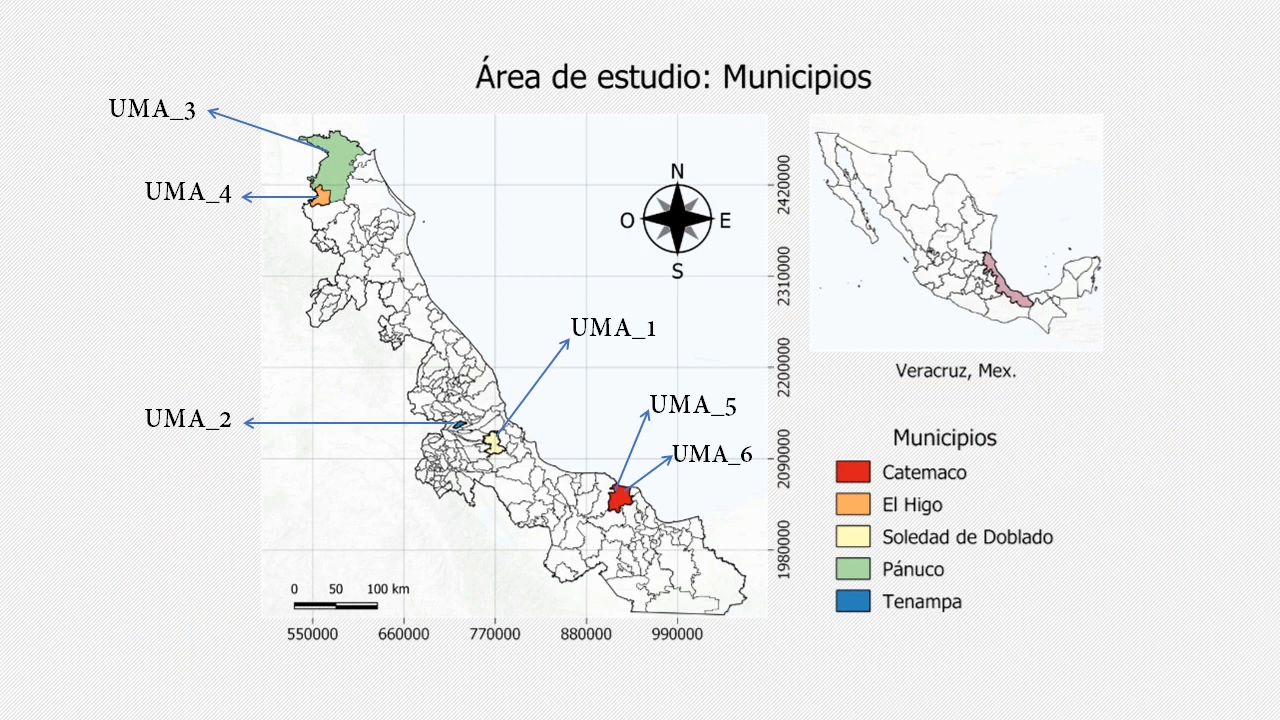 Área de estudio: Municipios
UMA_3
UMA_4
UMA_1
UMA_2
UMA_5
UMA_6
N
O
E
S
2420000
2310000
2200000
2090000
1980000
0 50 100 km
550000 660000 770000 880000 990000
Veracruz, Mex.
Municipios
Catemaco
El Higo
Soledad de Doblado
Pánuco
Tenampa